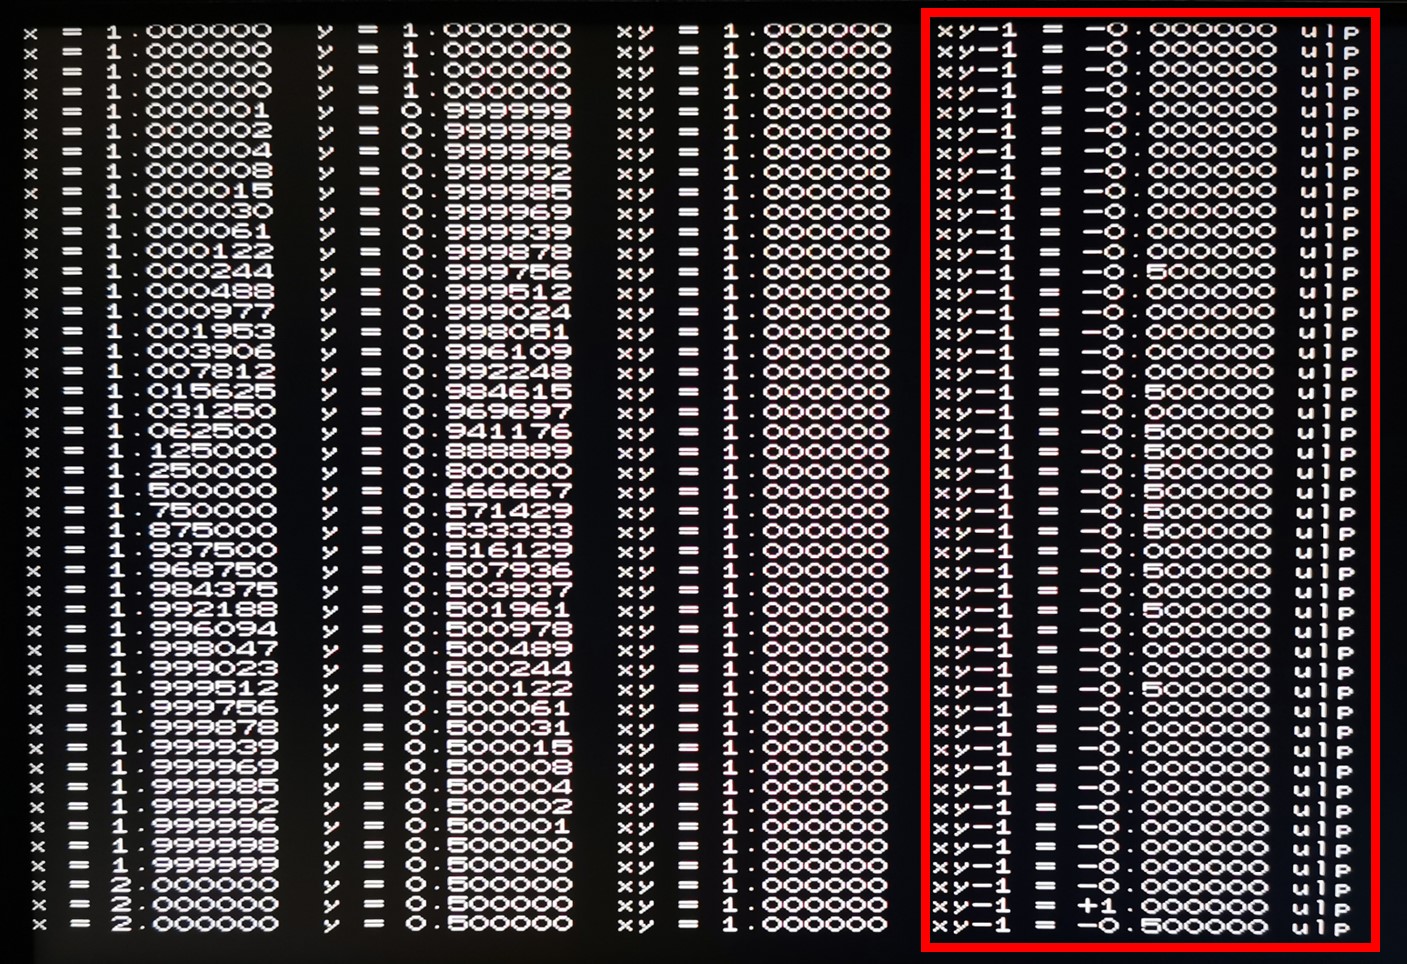 x = 1.000000 y = 1.000000 xy = 1.000000 xy-1 = -0.000000 ulp
x = 1.000000 y = 1.000000 xy = 1.000000 xy-1 = -0.000000 ulp
x = 1.000000 y = 1.000000 xy = 1.000000 xy-1 = -0.000000 ulp
x = 1.000000 y = 1.000000 xy = 1.000000 xy-1 = -0.000000 ulp
x = 1.000001 y = 0.999999 xy = 1.000000 xy-1 = -0.000000 ulp
x = 1.000002 y = 0.999998 xy = 1.000000 xy-1 = -0.000000 ulp
x = 1.000004 y = 0.999996 xy = 1.000000 xy-1 = -0.000000 ulp
x = 1.000008 y = 0.999992 xy = 1.000000 xy-1 = -0.000000 ulp
x = 1.000015 y = 0.999985 xy = 1.000000 xy-1 = -0.000000 ulp
x = 1.000030 y = 0.999969 xy = 1.000000 xy-1 = -0.000000 ulp
x = 1.000061 y = 0.999939 xy = 1.000000 xy-1 = -0.000000 ulp
x = 1.000122 y = 0.999878 xy = 1.000000 xy-1 = -0.000000 ulp
x = 1.000244 y = 0.999756 xy = 1.000000 xy-1 = -0.500000 ulp
x = 1.000488 y = 0.999512 xy = 1.000000 xy-1 = -0.000000 ulp
x = 1.000977 y = 0.999024 xy = 1.000000 xy-1 = -0.000000 ulp
x = 1.001953 y = 0.998051 xy = 1.000000 xy-1 = -0.000000 ulp
x = 1.003906 y = 0.996109 xy = 1.000000 xy-1 = -0.000000 ulp
x = 1.007812 y = 0.992248 xy = 1.000000 xy-1 = -0.000000 ulp
x = 1.015625 y = 0.984615 xy = 1.000000 xy-1 = -0.500000 ulp
x = 1.031250 y = 0.969697 xy = 1.000000 xy-1 = -0.000000 ulp
x = 1.062500 y = 0.941176 xy = 1.000000 xy-1 = -0.500000 ulp
x = 1.125000 y = 0.888889 xy = 1.000000 xy-1 = -0.500000 ulp
x = 1.250000 y = 0.800000 xy = 1.000000 xy-1 = -0.500000 ulp
x = 1.500000 y = 0.666667 xy = 1.000000 xy-1 = -0.500000 ulp
x = 1.750000 y = 0.571429 xy = 1.000000 xy-1 = -0.500000 ulp
x = 1.875000 y = 0.533333 xy = 1.000000 xy-1 = -0.500000 ulp
x = 1.937500 y = 0.516129 xy = 1.000000 xy-1 = -0.000000 ulp
x = 1.968750 y = 0.507936 xy = 1.000000 xy-1 = -0.500000 ulp
x = 1.984375 y = 0.503937 xy = 1.000000 xy-1 = -0.000000 ulp
x = 1.992188 y = 0.501961 xy = 1.000000 xy-1 = -0.500000 ulp
x = 1.996094 y = 0.500978 xy = 1.000000 xy-1 = -0.000000 ulp
x = 1.998047 y = 0.500489 xy = 1.000000 xy-1 = -0.000000 ulp
x = 1.999023 y = 0.500244 xy = 1.000000 xy-1 = -0.000000 ulp
x = 1.999512 y = 0.500122 xy = 1.000000 xy-1 = -0.500000 ulp
x = 1.999756 y = 0.500061 xy = 1.000000 xy-1 = -0.000000 ulp
x = 1.999878 y = 0.500031 xy = 1.000000 xy-1 = -0.000000 ulp
x = 1.999939 y = 0.500015 xy = 1.000000 xy-1 = -0.000000 ulp
x = 1.999969 y = 0.500008 xy = 1.000000 xy-1 = -0.000000 ulp
x = 1.999985 y = 0.500004 xy = 1.000000 xy-1 = -0.000000 ulp
x = 1.999992 y = 0.500002 xy = 1.000000 xy-1 = -0.000000 ulp
x = 1.999996 y = 0.500001 xy = 1.000000 xy-1 = -0.000000 ulp
x = 1.999998 y = 0.500000 xy = 1.000000 xy-1 = -0.000000 ulp
x = 1.999999 y = 0.500000 xy = 1.000000 xy-1 = -0.000000 ulp
x = 2.000000 y = 0.500000 xy = 1.000000 xy-1 = -0.000000 ulp
x = 2.000000 y = 0.500000 xy = 1.000000 xy-1 = +1.000000 ulp
x = 2.000000 y = 0.500000 xy = 1.000000 xy-1 = -0.500000 ulp